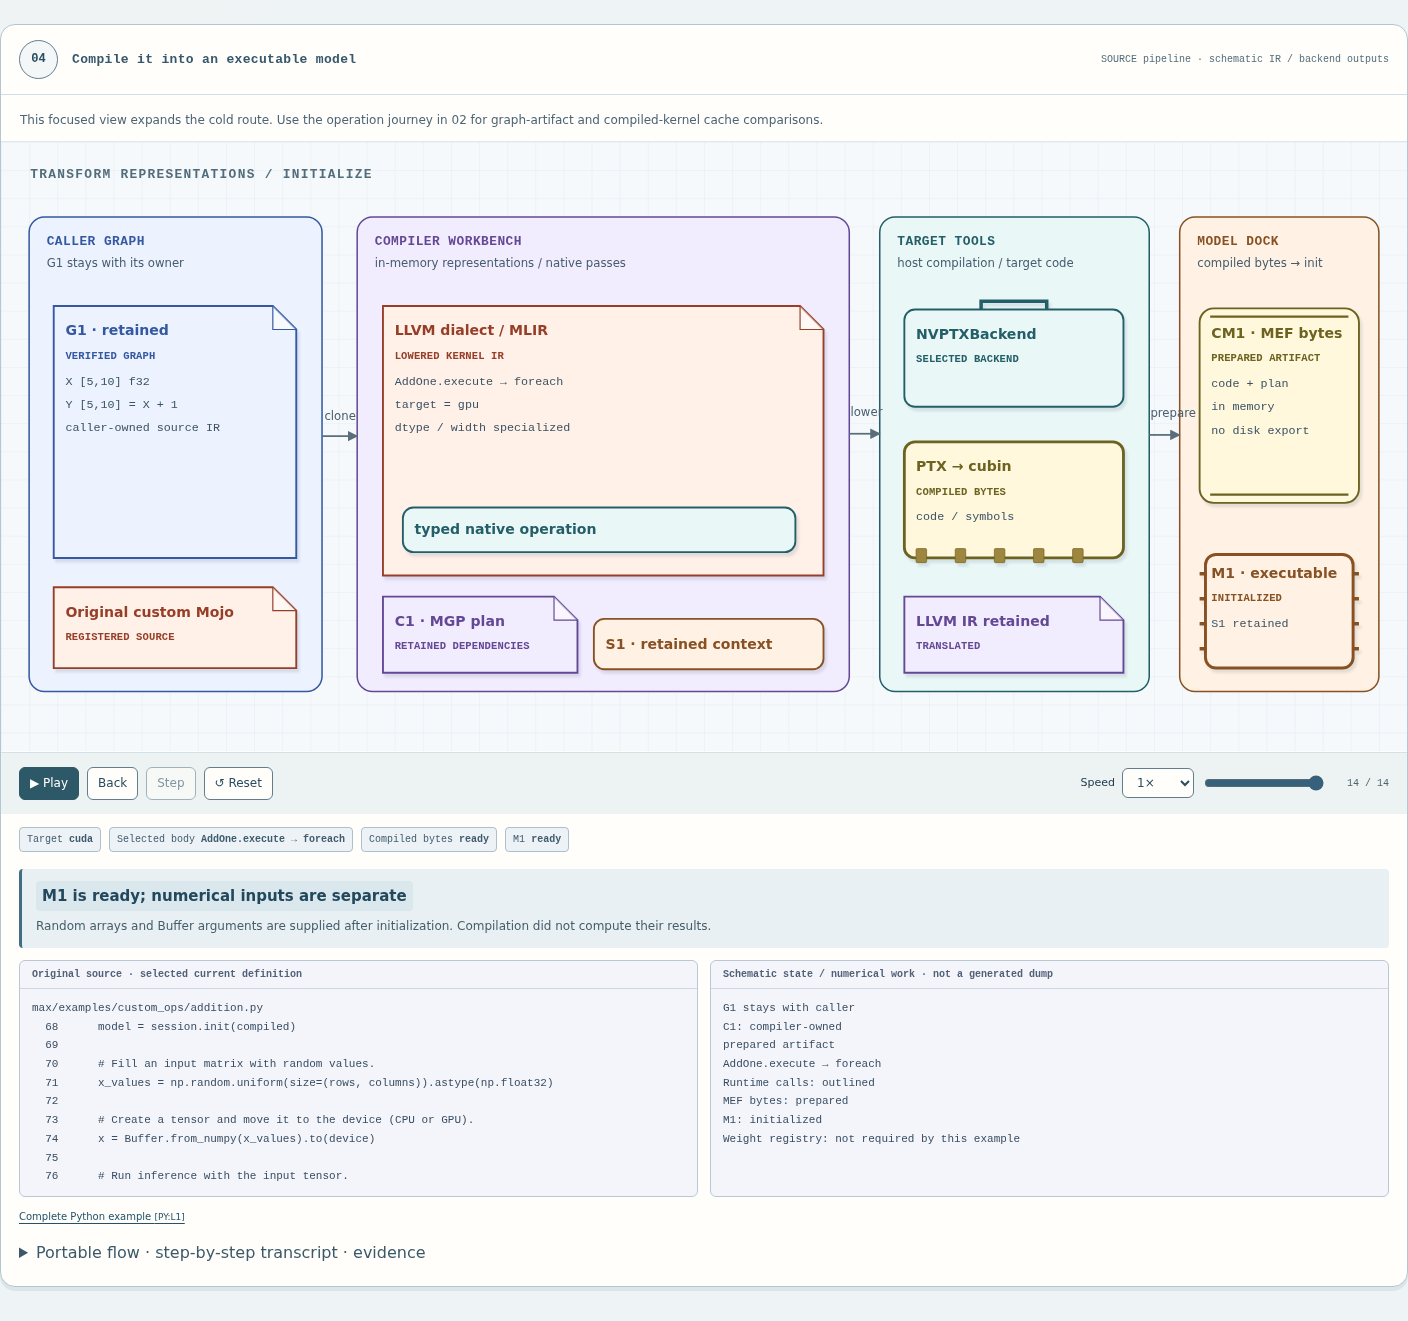 04
Compile it into an executable model
SOURCE pipeline · schematic IR / backend outputs
This focused view expands the cold route. Use the operation journey in 02 for graph-artifact and compiled-kernel cache comparisons.
TRANSFORM REPRESENTATIONS / INITIALIZE
CALLER GRAPH
G1 stays with its owner
G1 · retained
VERIFIED GRAPH
X [5,10] f32
Y [5,10] = X + 1
caller-owned source IR
Original custom Mojo
REGISTERED SOURCE
clone
COMPILER WORKBENCH
in-memory representations / native passes
LLVM dialect / MLIR
LOWERED KERNEL IR
AddOne.execute → foreach
target = gpu
dtype / width specialized
typed native operation
C1 · MGP plan
RETAINED DEPENDENCIES
S1 · retained context
lower
TARGET TOOLS
host compilation / target code
NVPTXBackend
SELECTED BACKEND
PTX → cubin
COMPILED BYTES
code / symbols
LLVM IR retained
TRANSLATED
prepare
MODEL DOCK
compiled bytes → init
CM1 · MEF bytes
PREPARED ARTIFACT
code + plan
in memory
no disk export
M1 · executable
INITIALIZED
S1 retained
▶ Play
Back
Step
↺ Reset
Speed
1×
14 / 14
Target cuda
Selected body AddOne.execute → foreach
Compiled bytes ready
M1 ready
M1 is ready; numerical inputs are separate
Random arrays and Buffer arguments are supplied after initialization. Compilation did not compute their results.
Original source · selected current definition
max/examples/custom_ops/addition.py
68      model = session.init(compiled)
69
70      # Fill an input matrix with random values.
71      x_values = np.random.uniform(size=(rows, columns)).astype(np.float32)
72
73      # Create a tensor and move it to the device (CPU or GPU).
74      x = Buffer.from_numpy(x_values).to(device)
75
76      # Run inference with the input tensor.
Schematic state / numerical work · not a generated dump
G1 stays with caller
C1: compiler-owned
prepared artifact
AddOne.execute → foreach
Runtime calls: outlined
MEF bytes: prepared
M1: initialized
Weight registry: not required by this example
Complete Python example [PY:L1]
▶ Portable flow · step-by-step transcript · evidence